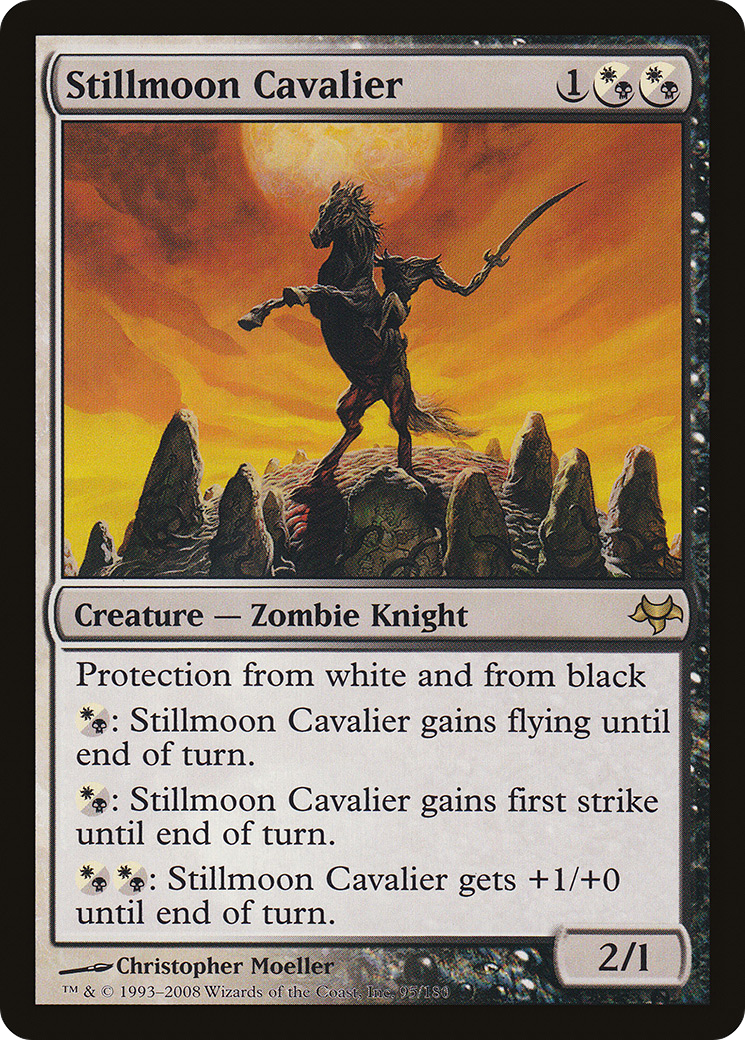 Stillmoon Cavalier 1
Creature — Zombie Knight
Protection from white and from black
: Stillmoon Cavalier gains flying until
end of turn.
: Stillmoon Cavalier gains first strike
until end of turn.
: Stillmoon Cavalier gets +1/+0
until end of turn.
2/1
Christopher Moeller
™ & © 1993–2008 Wizards of the Coast, Inc. 95/180